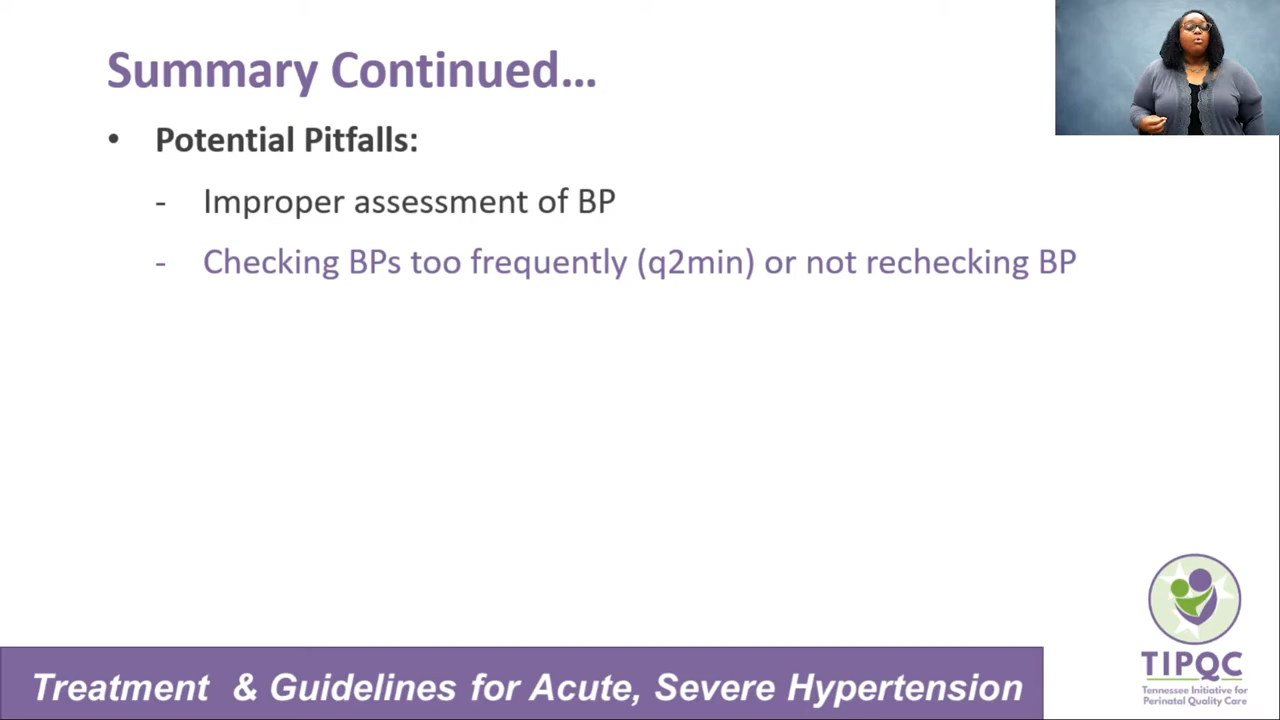 Summary Continued...
• Potential Pitfalls:
- Improper assessment of BP
- Checking BPs too frequently (q2min) or not rechecking BP
Treatment & Guidelines for Acute, Severe Hypertension
TIPQC
Tennessee Initiative for
Perinatal Quality Care